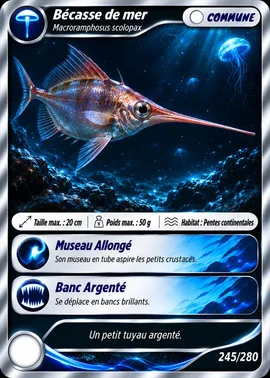 Bécasse de mer
COMMUNE
Macroramphosus scolopax
Taille max. : 20 cm | Poids max. : 50 g | Habitat : Pentes continentales
Museau Allongé
Son museau en tube aspire les petits crustacés.
Banc Argenté
Se déplace en bancs brillants.
Un petit tuyau argenté.
245/280